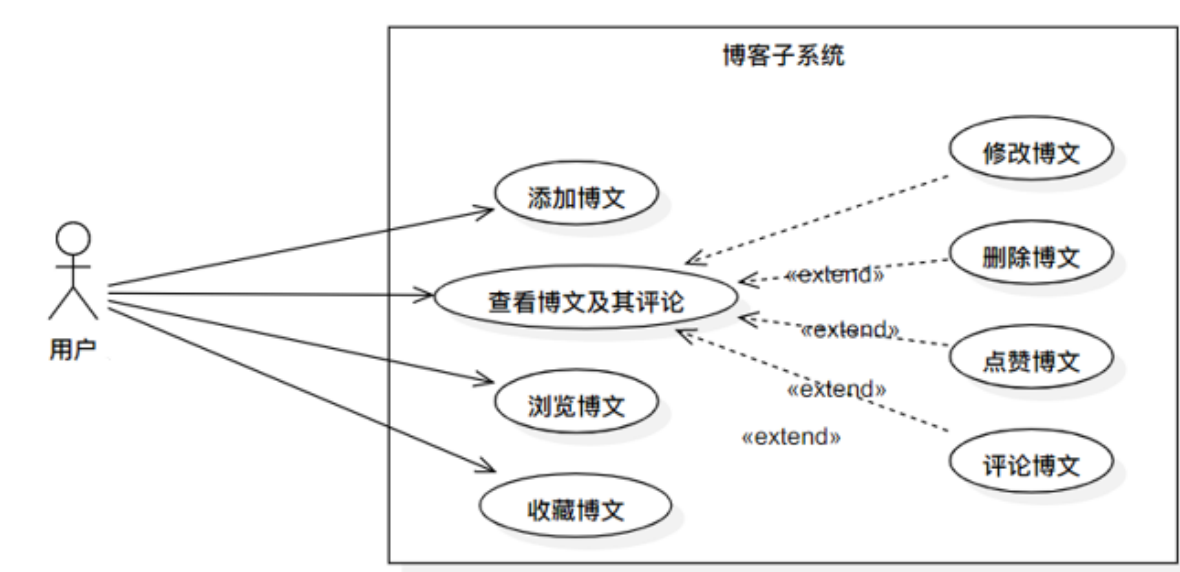 博客子系统
修改博文
添加博文
删除博文
«extend»
查看博文及其评论
«extend»
用户
点赞博文
«extend»
浏览博文
«extend»
评论博文
收藏博文